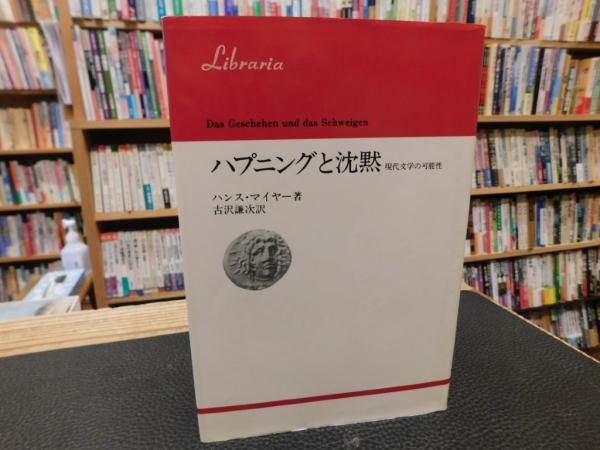 Libraria
Das Geschehen und das Schweigen
ハプニングと沈黙 現代文学の可能性
ハンス・マイヤー著
古沢謙次訳